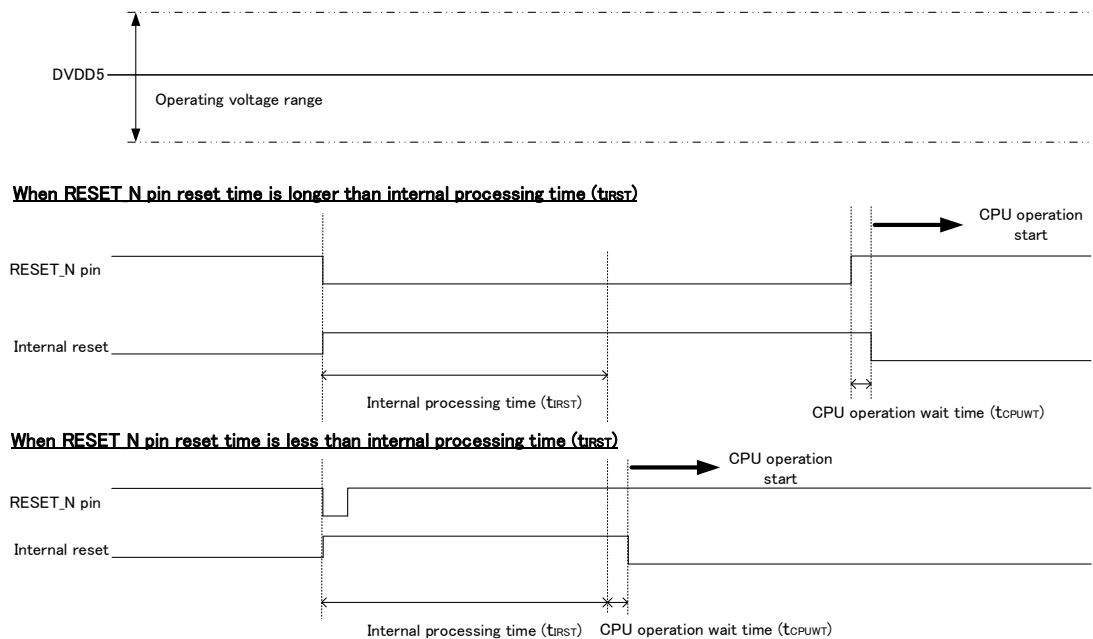 DVDD5
Operating voltage range
When RESET_N pin reset time is longer than internal processing time (tIRST)
CPU operation
start
RESET_N pin
Internal reset
Internal processing time (tIRST)
CPU operation wait time (tCPUWT)
When RESET_N pin reset time is less than internal processing time (tIRST)
CPU operation
start
RESET_N pin
Internal reset
Internal processing time (tIRST) CPU operation wait time (tCPUWT)